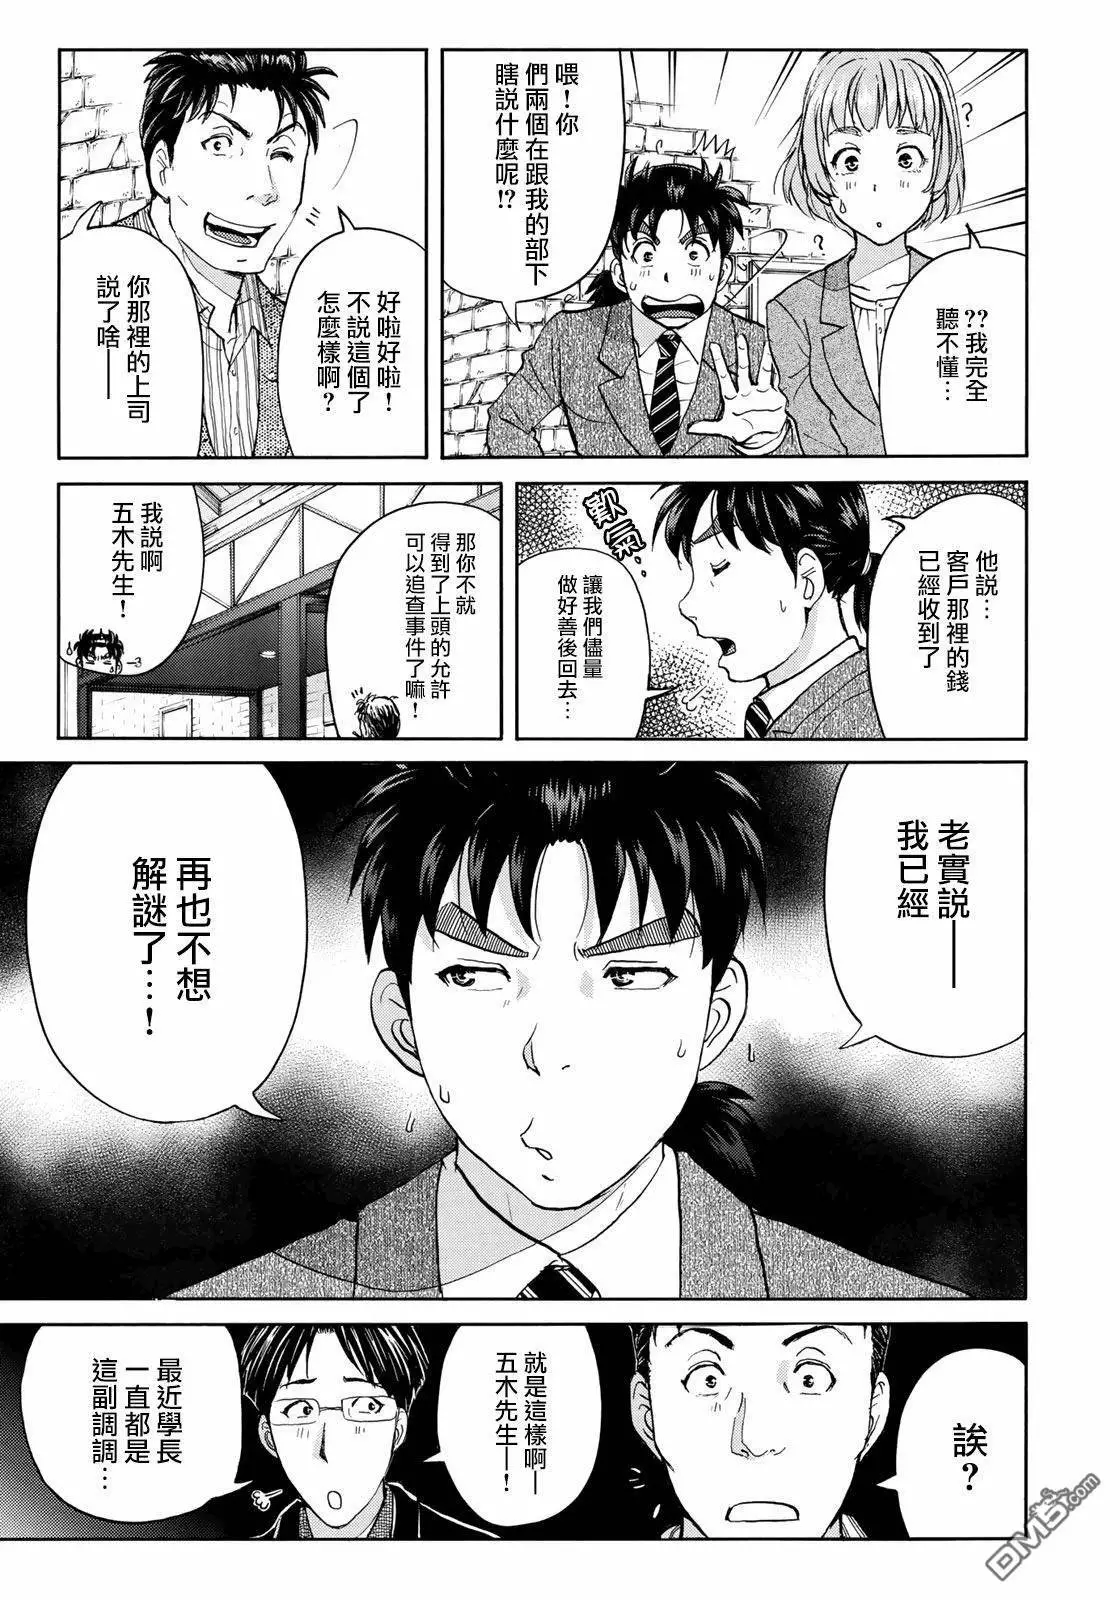 ??我完全
聽不懂…
喂！你
們兩個在跟我的部下
瞎説什麼呢!?
好啦好啦！
不説這個了
怎麼樣啊？
你那裡的上司
説了啥——
他説…
客戶那裡的錢
已經收到了
讓我們儘量
做好善後回去…
歎氣…
那你不就
得到了上頭的允許
可以追查事件了嘛！
我説啊
五木先生！
老實説——
我已經
再也不想
解謎了…！
誒？
就是這樣啊—
五木先生—！
最近學長
一直都是
這副調調…
DM5.com